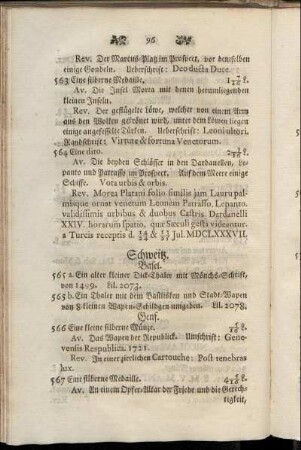 96
Rev. Der Marcus-Platz im Prospect, vor demselben
einige Gondeln. Ueberschrift: Deo ducta Duce.
563 Eine silberne Medaille.
Av. Die Insel Morea mit denen herumliegenden
kleinen Inseln.
Rev. Der geflügelte Löwe, welcher von einem Arm
aus den Wolken gekrönet wird, unter dem Löwen liegen
einige angefesselte Türken. Ueberschrift: Leoni ultori.
Randschrift: Virtute & fortuna Venetorum.
564 Eine dito.
Av. Die beyden Schlösser in den Dardanellen, Le-
panto und Patrasso im Prospect. Auf dem Meere einige
Schiffe. Vota urbis & orbis.
Rev. Morea Platani folio similis jam Lauru pal-
mibque ornat venetum Leonem Patrasso. Lepanto.
validissimis urbibus & duobus Castris Dardanelli
XXIV. horarum spatio, quæ Sæculi gesta videantur.
a Turcis receptis d. Jul. MDCLXXXVII.
Schweitz.
Basel.
565 a Ein alter kleiner Dick-Thaler mit Mönchs-Schrift,
von 1499. Lil. 2073.
565 b Ein Thaler mit dem Basilisken und Stadt-Wapen
von 8 kleinen Wapen-Schildgen umgeben. Lil. 2078.
Genf.
566 Eine kleine silberne Münze.
Av. Das Wapen der Republick. Umschrift: Gene-
vensis Respublica. 1721.
Rev. In einer zierlichen Cartouche: Post tenebras
lux.
567 Eine silberne Medaille.
Av. An einem Opfer-Altar der Friede und die Gerech-
tigkeit,